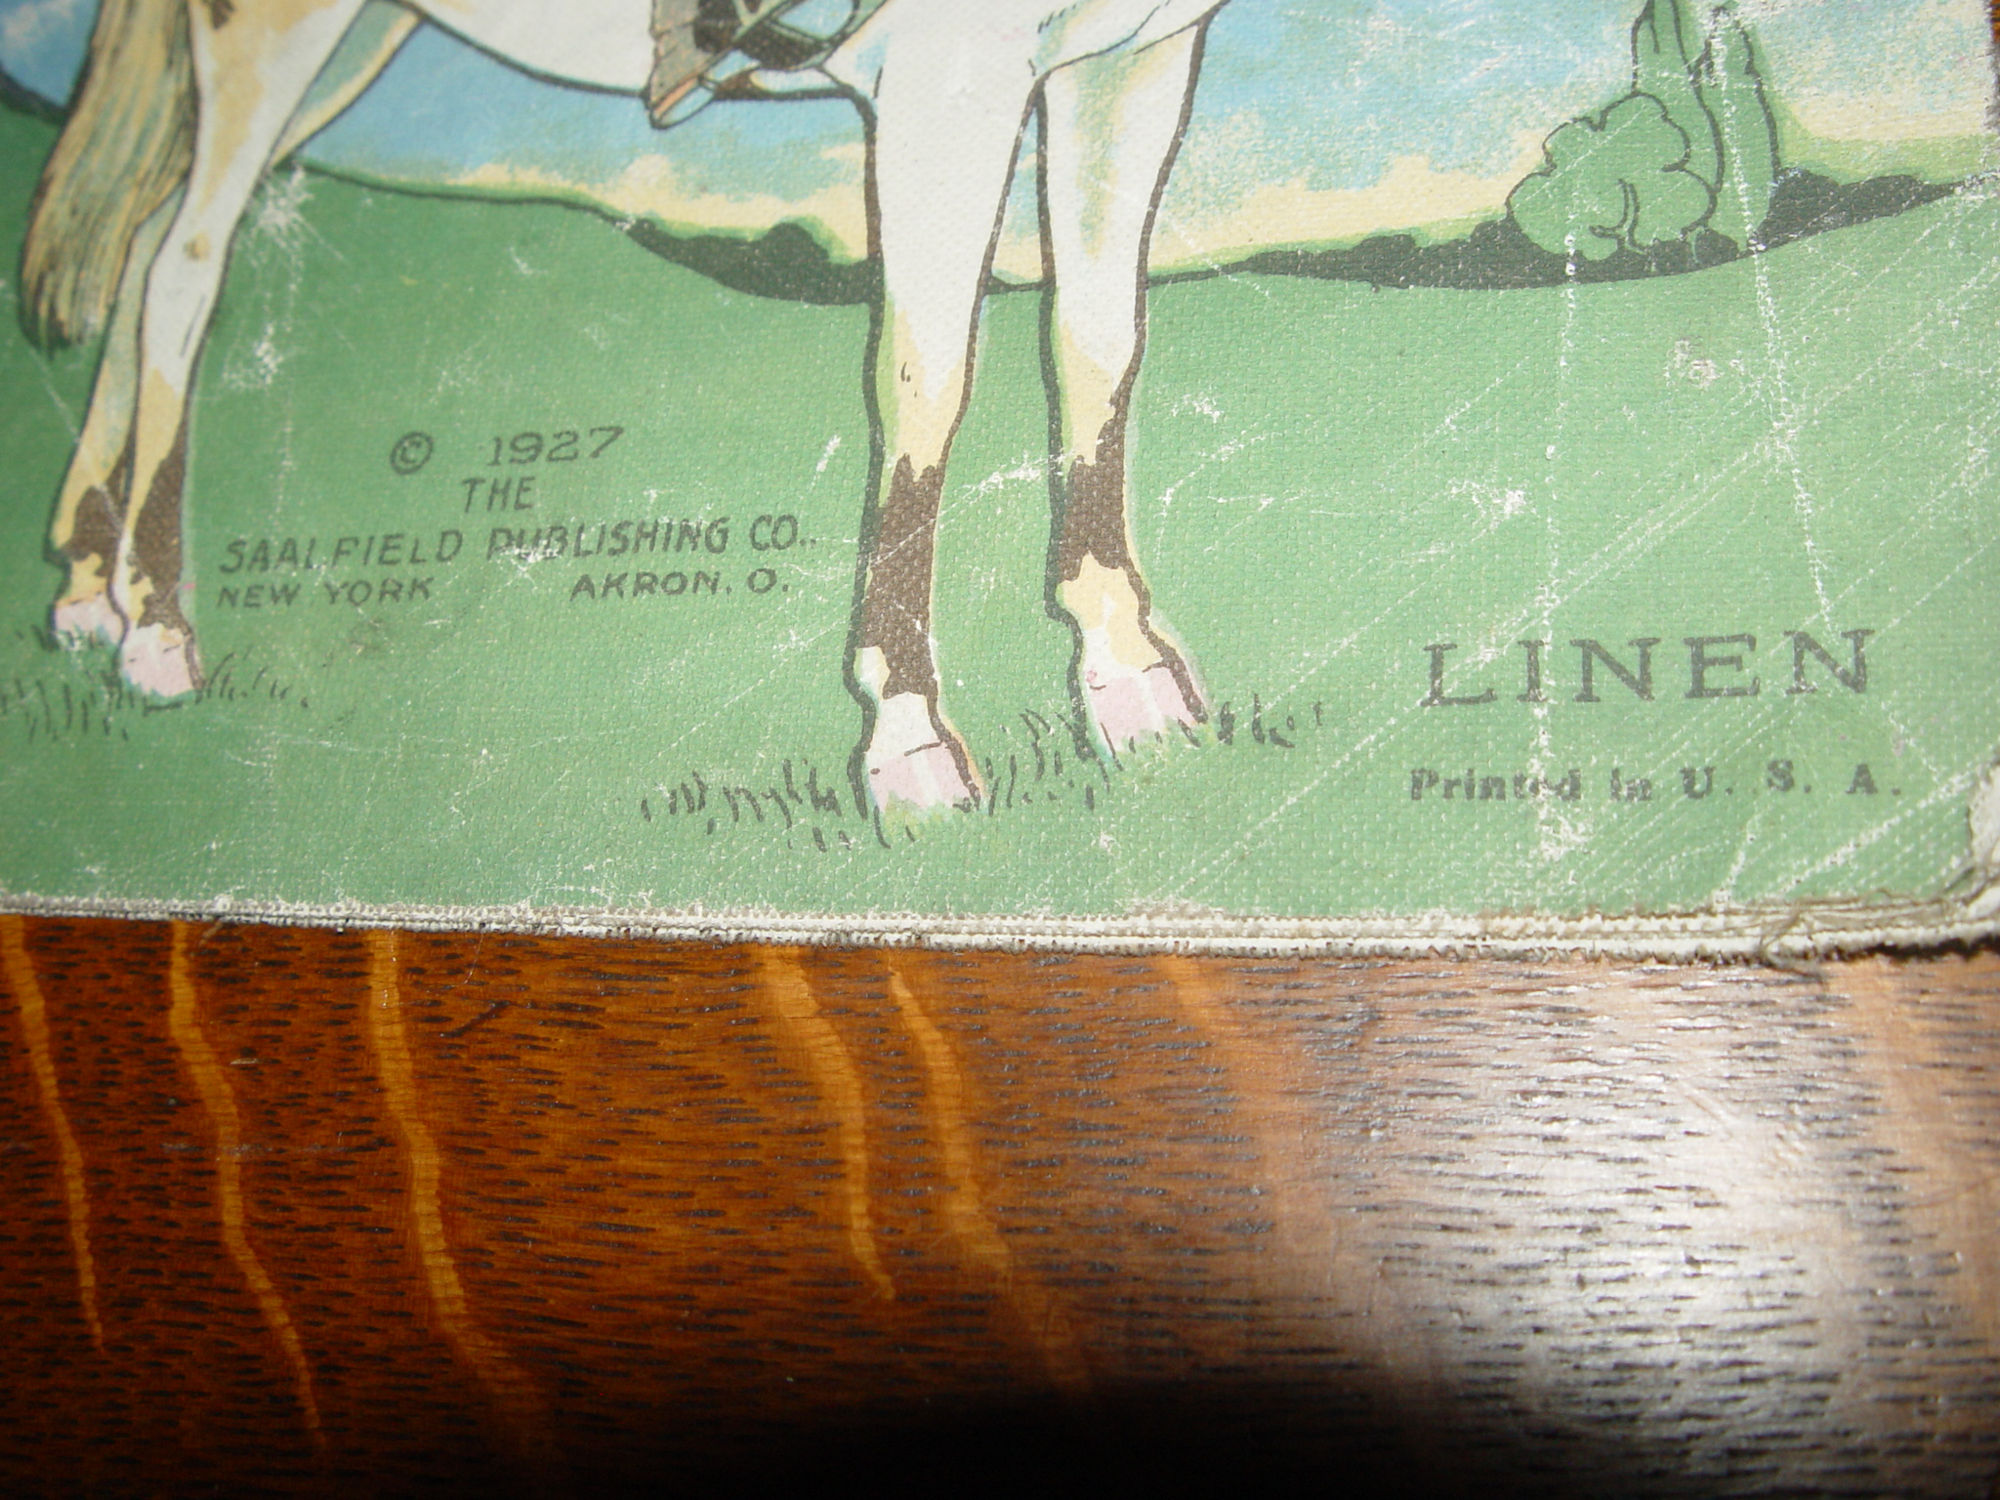 © 1927
THE
SAALFIELD PUBLISHING CO.
NEW YORK AKRON, O.
LINEN
Printed in U. S. A.